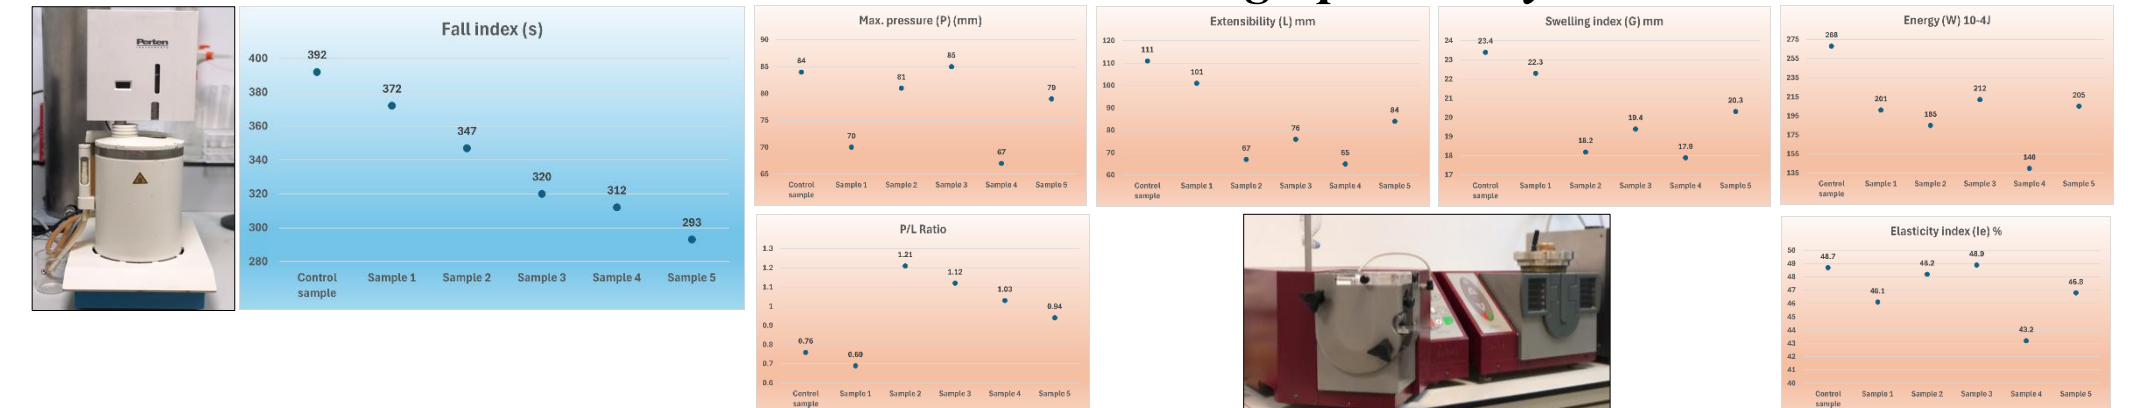 Perten
INSTRUMENTS
Fall index (s)
400
380
360
340
320
300
280
392
372
347
320
312
293
Control sample
Sample 1
Sample 2
Sample 3
Sample 4
Sample 5
Max. pressure (P) (mm)
90
85
80
75
70
65
84
70
81
85
67
79
Control sample
Sample 1
Sample 2
Sample 3
Sample 4
Sample 5
Extensibility (L) mm
120
110
100
90
80
70
60
111
101
67
76
65
84
Control sample
Sample 1
Sample 2
Sample 3
Sample 4
Sample 5
Swelling index (G) mm
24
23
22
21
20
19
18
17
23.4
22.3
18.2
19.4
17.9
20.3
Control sample
Sample 1
Sample 2
Sample 3
Sample 4
Sample 5
Energy (W) 10-4J
275
255
235
215
195
175
155
135
268
201
185
212
140
205
Control sample
Sample 1
Sample 2
Sample 3
Sample 4
Sample 5
P/L Ratio
1.3
1.2
1.1
1
0.9
0.8
0.7
0.6
0.76
0.69
1.21
1.12
1.03
0.94
Control sample
Sample 1
Sample 2
Sample 3
Sample 4
Sample 5
Elasticity index (Ie) %
50
49
48
47
46
45
44
43
42
41
40
48.7
46.1
48.2
48.9
43.2
46.8
Control sample
Sample 1
Sample 2
Sample 3
Sample 4
Sample 5